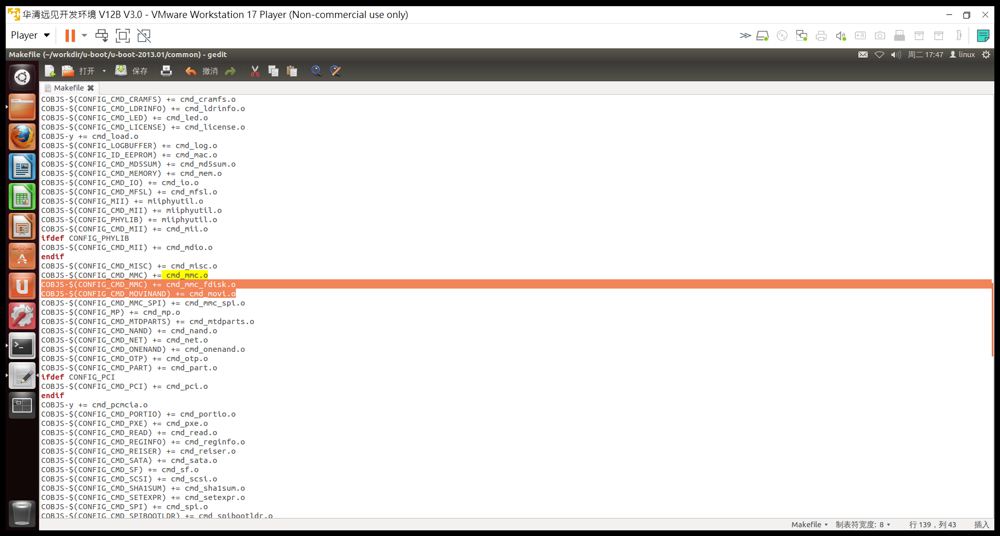 华清远见开发环境 V12B V3.0 - VMware Workstation 17 Player (Non-commercial use only)
Player
Makefile (~/workdir/u-boot/u-boot-2013.01/common) - gedit
周二 17:47 linux
打开 保存 撤消
Makefile
COBJS-$(CONFIG_CMD_CRAMFS) += cmd_cramfs.o
COBJS-$(CONFIG_CMD_LDRINFO) += cmd_ldrinfo.o
COBJS-$(CONFIG_CMD_LED) += cmd_led.o
COBJS-$(CONFIG_CMD_LICENSE) += cmd_license.o
COBJS-y += cmd_load.o
COBJS-$(CONFIG_LOGBUFFER) += cmd_log.o
COBJS-$(CONFIG_ID_EEPROM) += cmd_mac.o
COBJS-$(CONFIG_CMD_MD5SUM) += cmd_md5sum.o
COBJS-$(CONFIG_CMD_MEMORY) += cmd_mem.o
COBJS-$(CONFIG_CMD_IO) += cmd_io.o
COBJS-$(CONFIG_CMD_MFSL) += cmd_mfsl.o
COBJS-$(CONFIG_MII) += miiphyutil.o
COBJS-$(CONFIG_CMD_MII) += miiphyutil.o
COBJS-$(CONFIG_PHYLIB) += miiphyutil.o
COBJS-$(CONFIG_CMD_MII) += cmd_mii.o
ifdef CONFIG_PHYLIB
COBJS-$(CONFIG_CMD_MII) += cmd_mdio.o
endif
COBJS-$(CONFIG_CMD_MISC) += cmd_misc.o
COBJS-$(CONFIG_CMD_MMC) += cmd_mmc.o
COBJS-$(CONFIG_CMD_MMC) += cmd_mmc_fdisk.o
COBJS-$(CONFIG_CMD_MOVINAND) += cmd_movi.o
COBJS-$(CONFIG_CMD_MMC_SPI) += cmd_mmc_spi.o
COBJS-$(CONFIG_MP) += cmd_mp.o
COBJS-$(CONFIG_CMD_MTDPARTS) += cmd_mtdparts.o
COBJS-$(CONFIG_CMD_NAND) += cmd_nand.o
COBJS-$(CONFIG_CMD_NET) += cmd_net.o
COBJS-$(CONFIG_CMD_ONENAND) += cmd_onenand.o
COBJS-$(CONFIG_CMD_OTP) += cmd_otp.o
COBJS-$(CONFIG_CMD_PART) += cmd_part.o
ifdef CONFIG_PCI
COBJS-$(CONFIG_CMD_PCI) += cmd_pci.o
endif
COBJS-y += cmd_pcmcia.o
COBJS-$(CONFIG_CMD_PORTIO) += cmd_portio.o
COBJS-$(CONFIG_CMD_PXE) += cmd_pxe.o
COBJS-$(CONFIG_CMD_READ) += cmd_read.o
COBJS-$(CONFIG_CMD_REGINFO) += cmd_reginfo.o
COBJS-$(CONFIG_CMD_REISER) += cmd_reiser.o
COBJS-$(CONFIG_CMD_SATA) += cmd_sata.o
COBJS-$(CONFIG_CMD_SF) += cmd_sf.o
COBJS-$(CONFIG_CMD_SCSI) += cmd_scsi.o
COBJS-$(CONFIG_CMD_SHA1SUM) += cmd_sha1sum.o
COBJS-$(CONFIG_CMD_SETEXPR) += cmd_setexpr.o
COBJS-$(CONFIG_CMD_SPI) += cmd_spi.o
COBJS-$(CONFIG_CMD_SPIBOOTLDR) += cmd_spibootldr.o
Makefile 制表符宽度: 8 行 139，列 43 插入